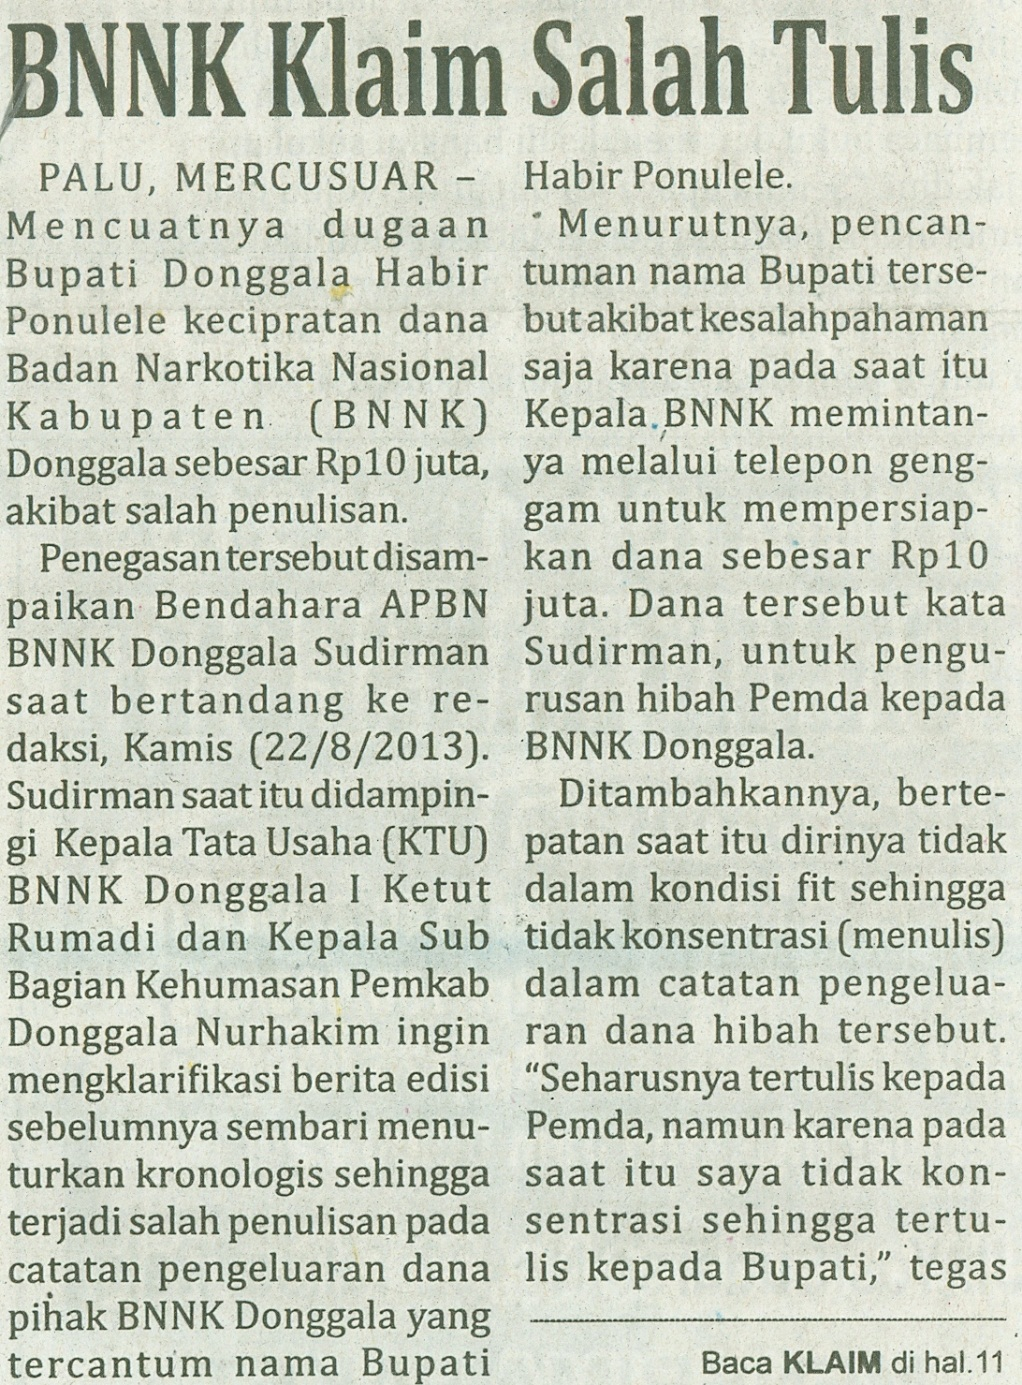 BNNK Klaim Salah Tulis
PALU, MERCUSUAR –
Mencuatnya dugaan
Bupati Donggala Habir
Ponulele kecipratan dana
Badan Narkotika Nasional
Kabupaten (BNNK)
Donggala sebesar Rp10 juta,
akibat salah penulisan.
Penegasan tersebut disam-
paikan Bendahara APBN
BNNK Donggala Sudirman
saat bertandang ke re-
daksi, Kamis (22/8/2013).
Sudirman saat itu didampin-
gi Kepala Tata Usaha (KTU)
BNNK Donggala I Ketut
Rumadi dan Kepala Sub
Bagian Kehumasan Pemkab
Donggala Nurhakim ingin
mengklarifikasi berita edisi
sebelumnya sembari menu-
turkan kronologis sehingga
terjadi salah penulisan pada
catatan pengeluaran dana
pihak BNNK Donggala yang
tercantum nama Bupati
Habir Ponulele.
Menurutnya, pencan-
tuman nama Bupati terse-
but akibat kesalahpahaman
saja karena pada saat itu
Kepala BNNK memintan-
ya melalui telepon geng-
gam untuk mempersiap-
kan dana sebesar Rp10
juta. Dana tersebut kata
Sudirman, untuk pengu-
rusan hibah Pemda kepada
BNNK Donggala.
Ditambahkannya, berte-
patan saat itu dirinya tidak
dalam kondisi fit sehingga
tidak konsentrasi (menulis)
dalam catatan pengelua-
ran dana hibah tersebut.
“Seharusnya tertulis kepada
Pemda, namun karena pada
saat itu saya tidak kon-
sentrasi sehingga tertu-
lis kepada Bupati,” tegas
Baca KLAIM di hal.11